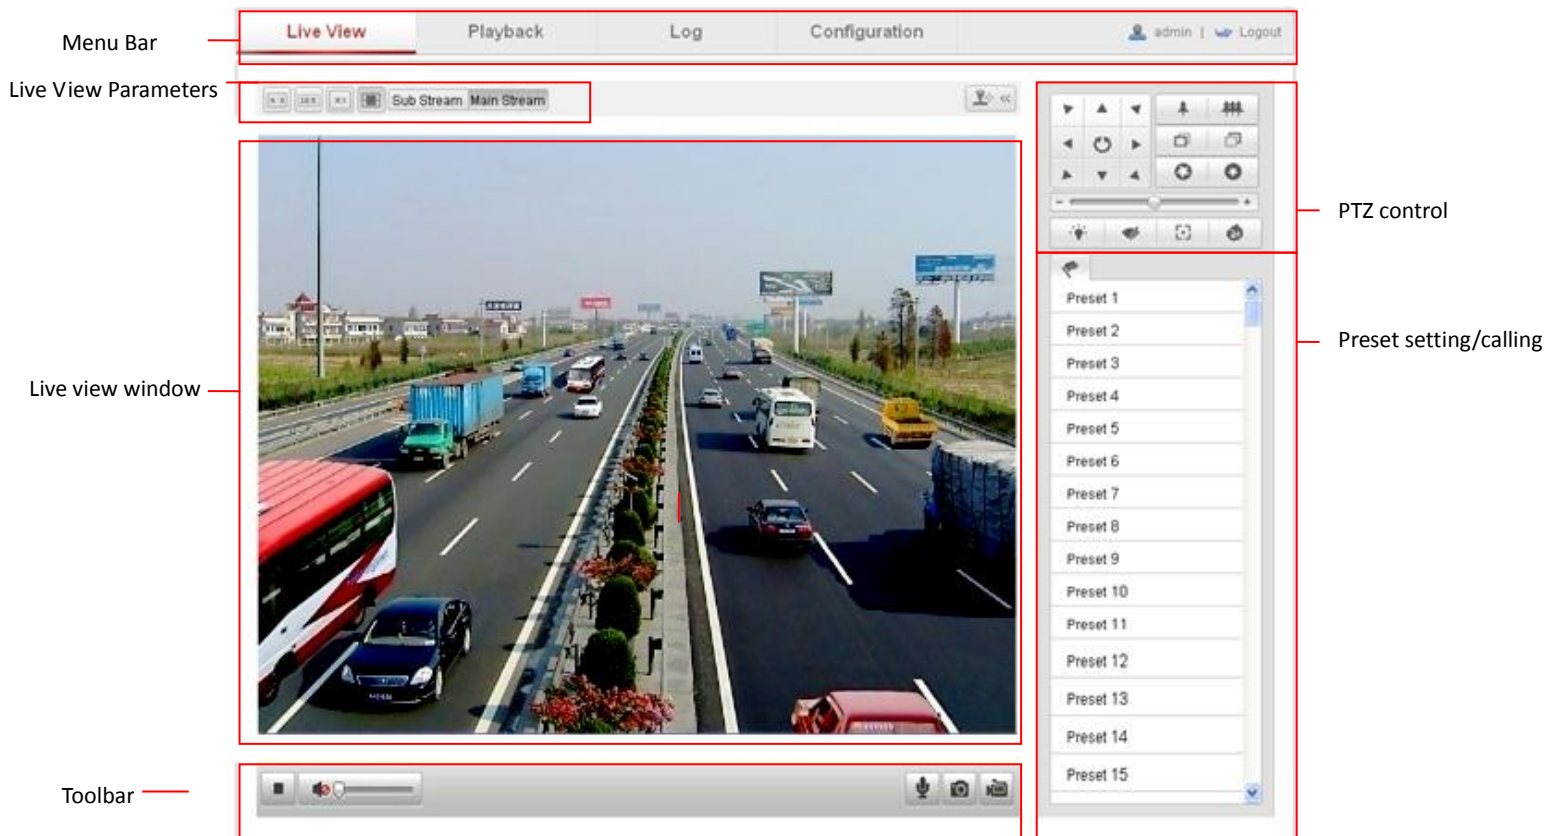 Menu Bar
Live View Playback Log Configuration admin | Logout
Live View Parameters
Sub Stream Main Stream
PTZ control
Preset setting/calling
Live view window
Preset 1
Preset 2
Preset 3
Preset 4
Preset 5
Preset 6
Preset 7
Preset 8
Preset 9
Preset 10
Preset 11
Preset 12
Preset 13
Preset 14
Preset 15
Toolbar